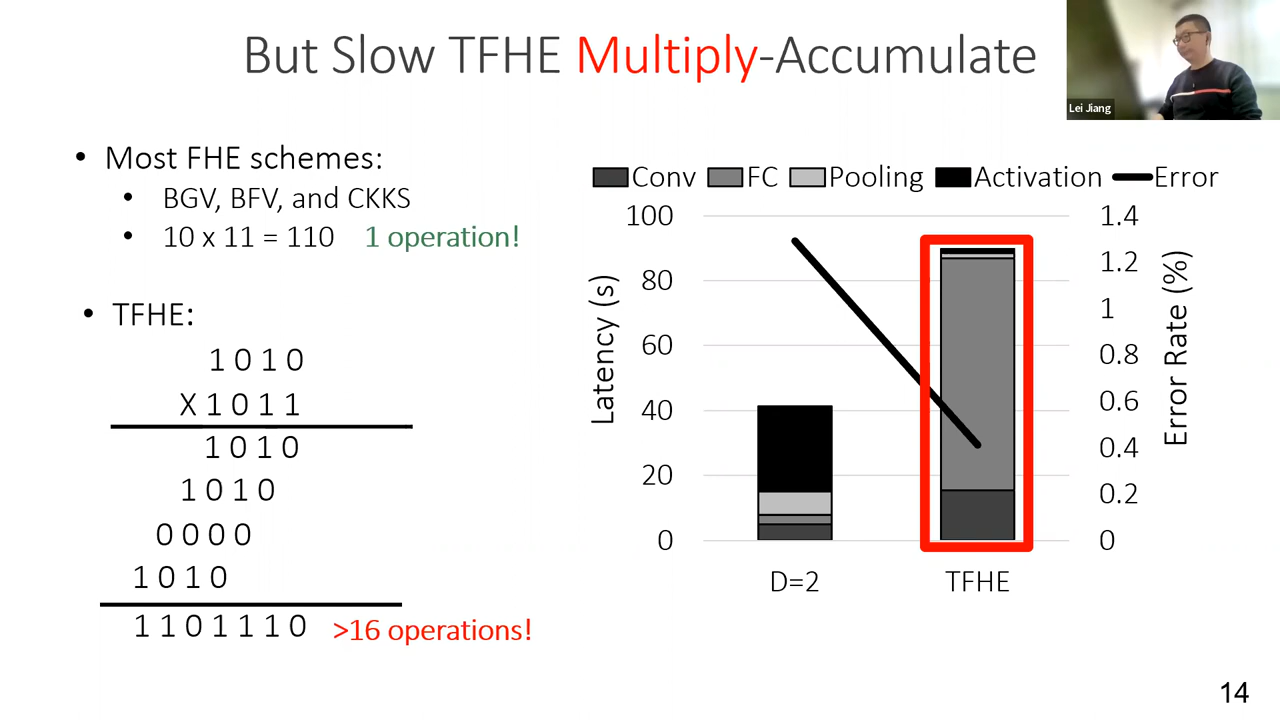 But Slow TFHE Multiply-Accumulate
Lei Jiang
• Most FHE schemes:
• BGV, BFV, and CKKS
• 10 x 11 = 110 1 operation!
• TFHE:
1 0 1 0
X 1 0 1 1
1 0 1 0
1 0 1 0
0 0 0 0
1 0 1 0
1 1 0 1 1 1 0 >16 operations!
Conv FC Pooling Activation Error
Latency (s)
100
80
60
40
20
0
1.4
1.2
1
0.8
0.6
0.4
0.2
0
Error Rate (%)
D=2 TFHE
14